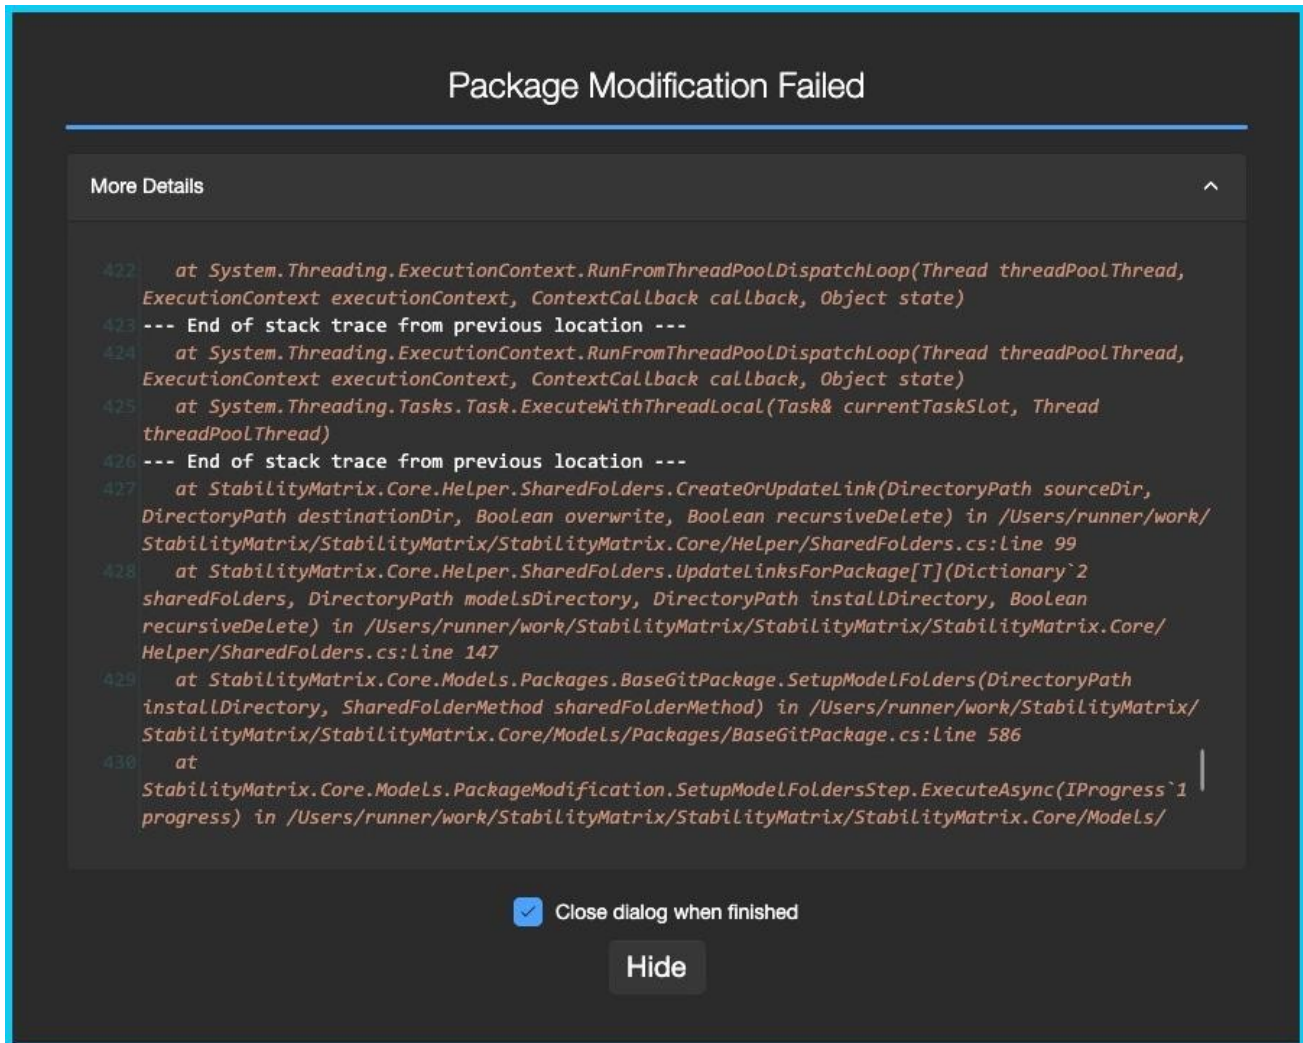 Package Modification Failed
More Details
422    at System.Threading.ExecutionContext.RunFromThreadPoolDispatchLoop(Thread threadPoolThread,
ExecutionContext executionContext, ContextCallback callback, Object state)
423 --- End of stack trace from previous location ---
424    at System.Threading.ExecutionContext.RunFromThreadPoolDispatchLoop(Thread threadPoolThread,
ExecutionContext executionContext, ContextCallback callback, Object state)
425    at System.Threading.Tasks.Task.ExecuteWithThreadLocal(Task& currentTaskSlot, Thread
threadPoolThread)
426 --- End of stack trace from previous location ---
427    at StabilityMatrix.Core.Helper.SharedFolders.CreateOrUpdateLink(DirectoryPath sourceDir,
DirectoryPath destinationDir, Boolean overwrite, Boolean recursiveDelete) in /Users/runner/work/
StabilityMatrix/StabilityMatrix/StabilityMatrix.Core/Helper/SharedFolders.cs:line 99
428    at StabilityMatrix.Core.Helper.SharedFolders.UpdateLinksForPackage[T](Dictionary`2
sharedFolders, DirectoryPath modelsDirectory, DirectoryPath installDirectory, Boolean
recursiveDelete) in /Users/runner/work/StabilityMatrix/StabilityMatrix/StabilityMatrix.Core/
Helper/SharedFolders.cs:line 147
429    at StabilityMatrix.Core.Models.Packages.BaseGitPackage.SetupModelFolders(DirectoryPath
installDirectory, SharedFolderMethod sharedFolderMethod) in /Users/runner/work/StabilityMatrix/
StabilityMatrix/StabilityMatrix.Core/Models/Packages/BaseGitPackage.cs:line 586
430    at
StabilityMatrix.Core.Models.PackageModification.SetupModelFoldersStep.ExecuteAsync(IProgress`1
progress) in /Users/runner/work/StabilityMatrix/StabilityMatrix/StabilityMatrix.Core/Models/
Close dialog when finished
Hide